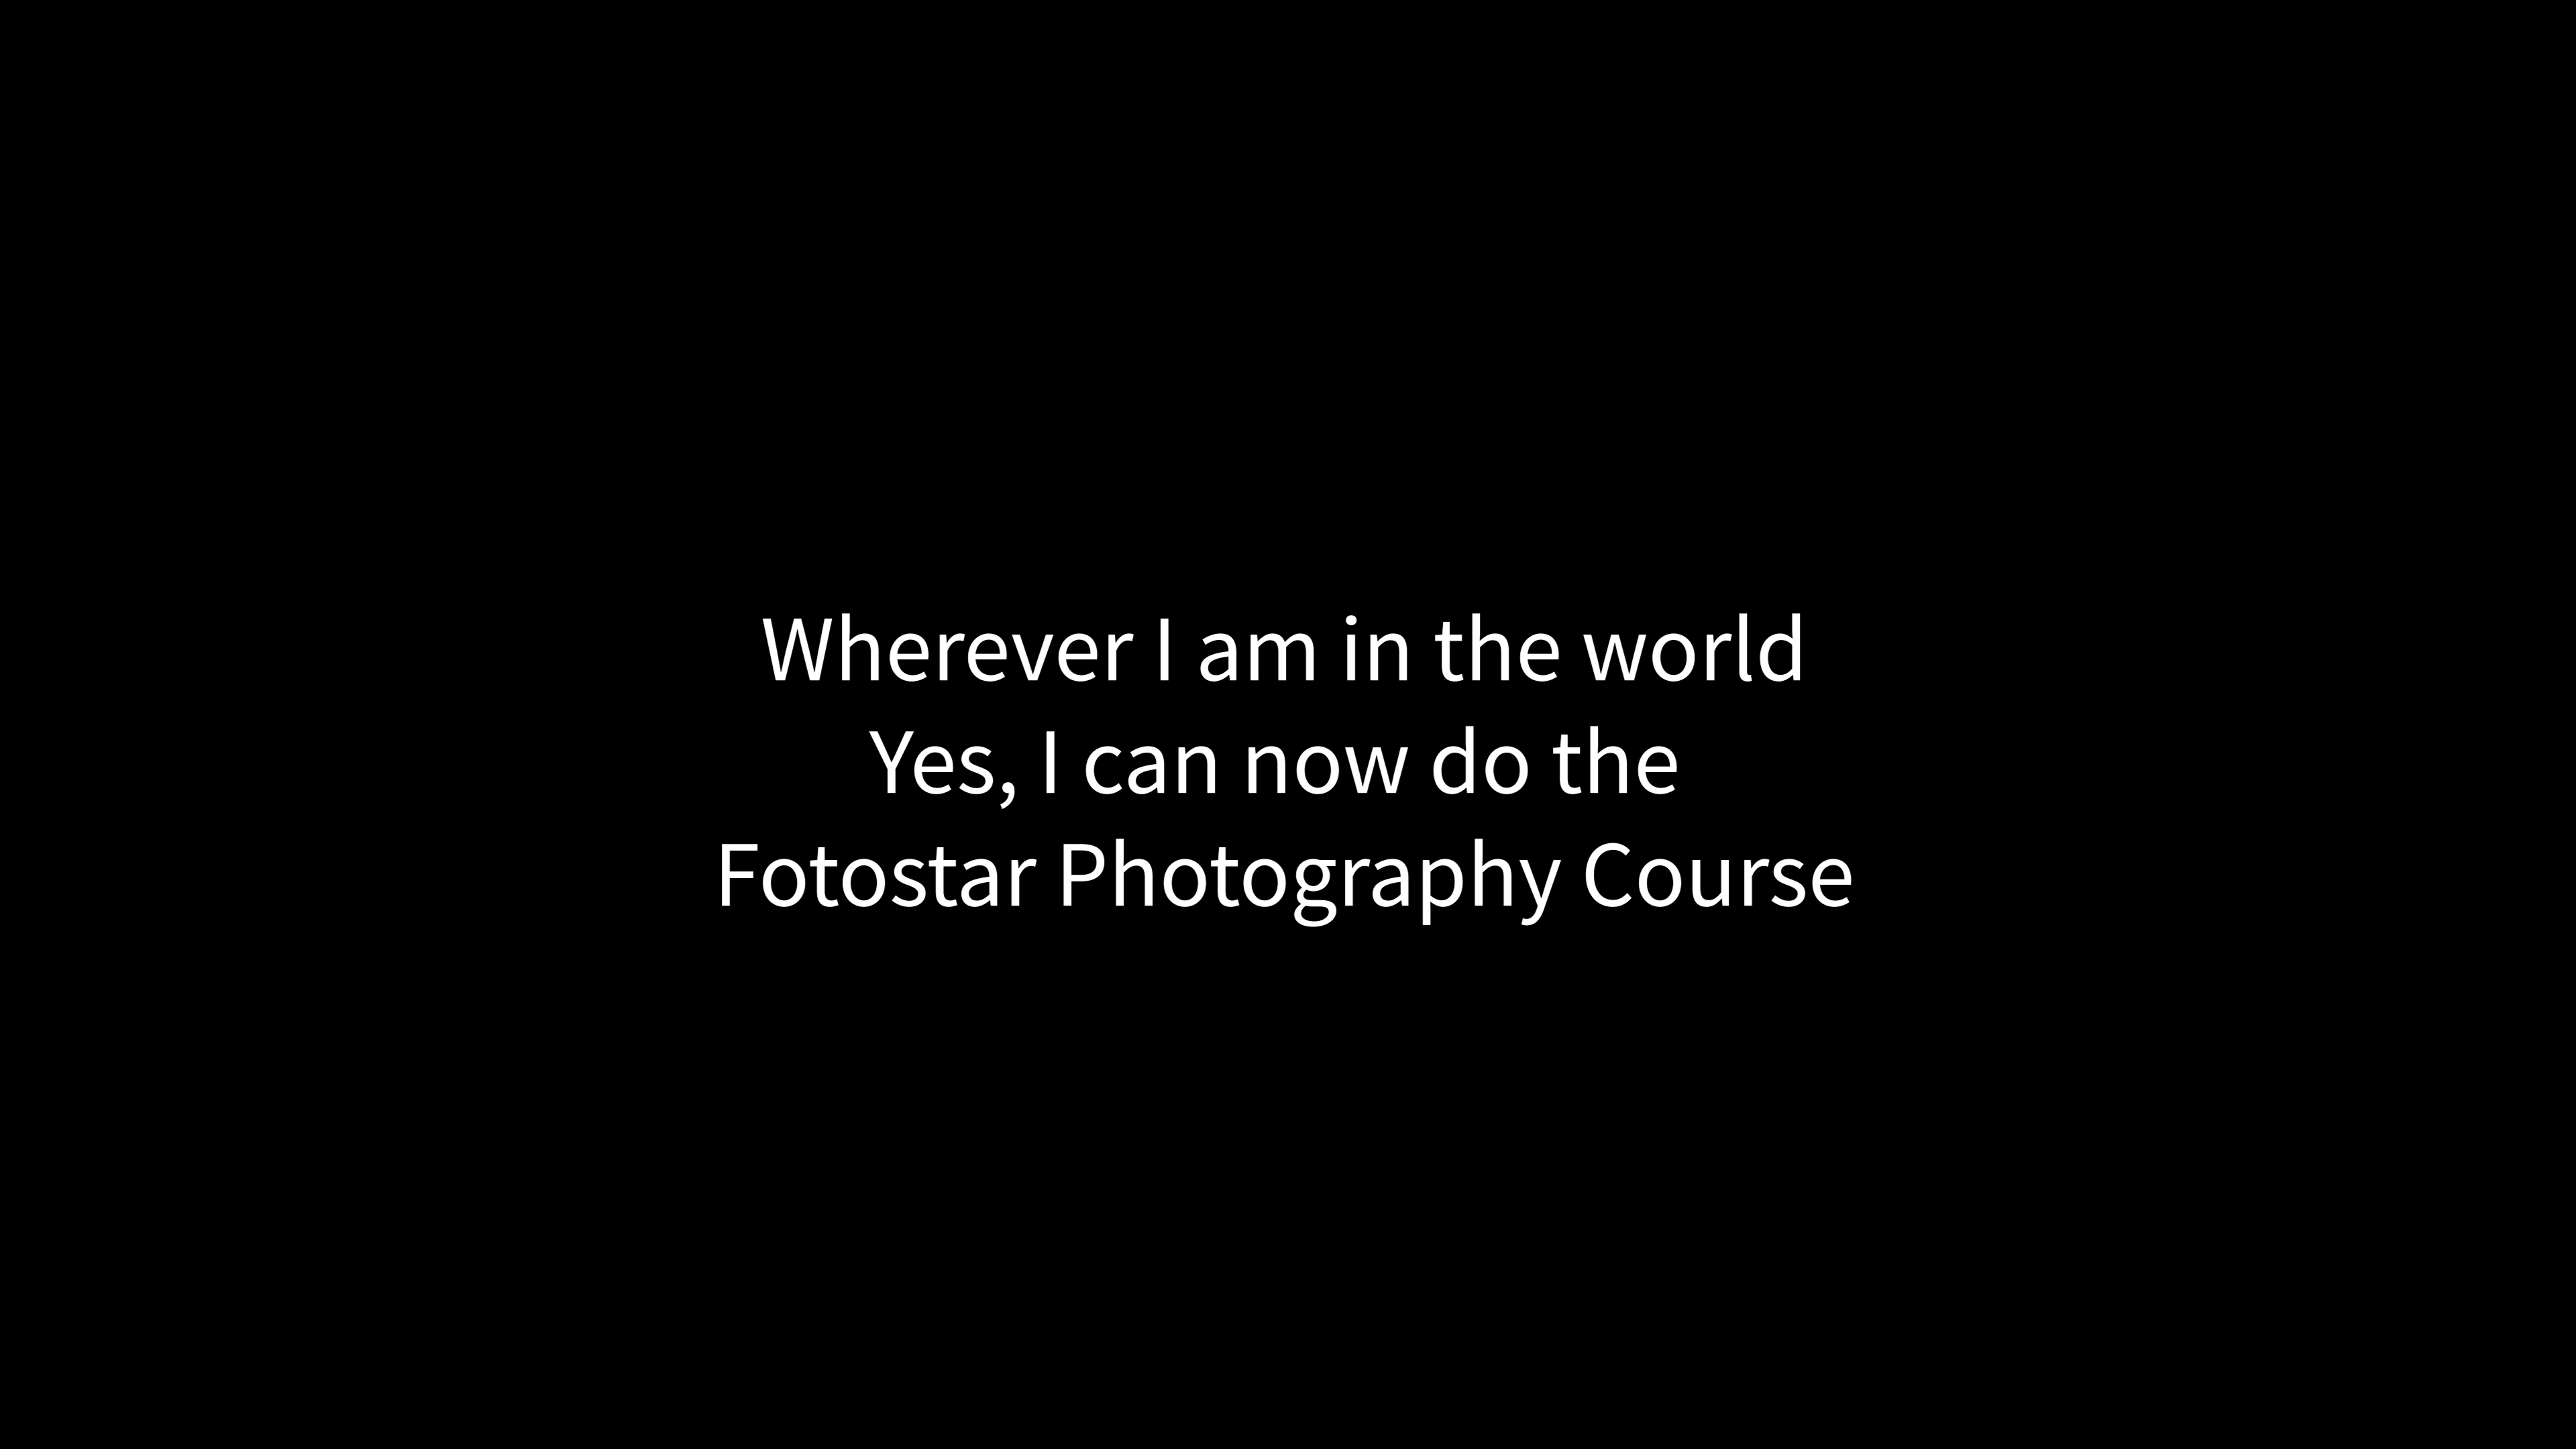 Wherever I am in the world
Yes, I can now do the
Fotostar Photography Course